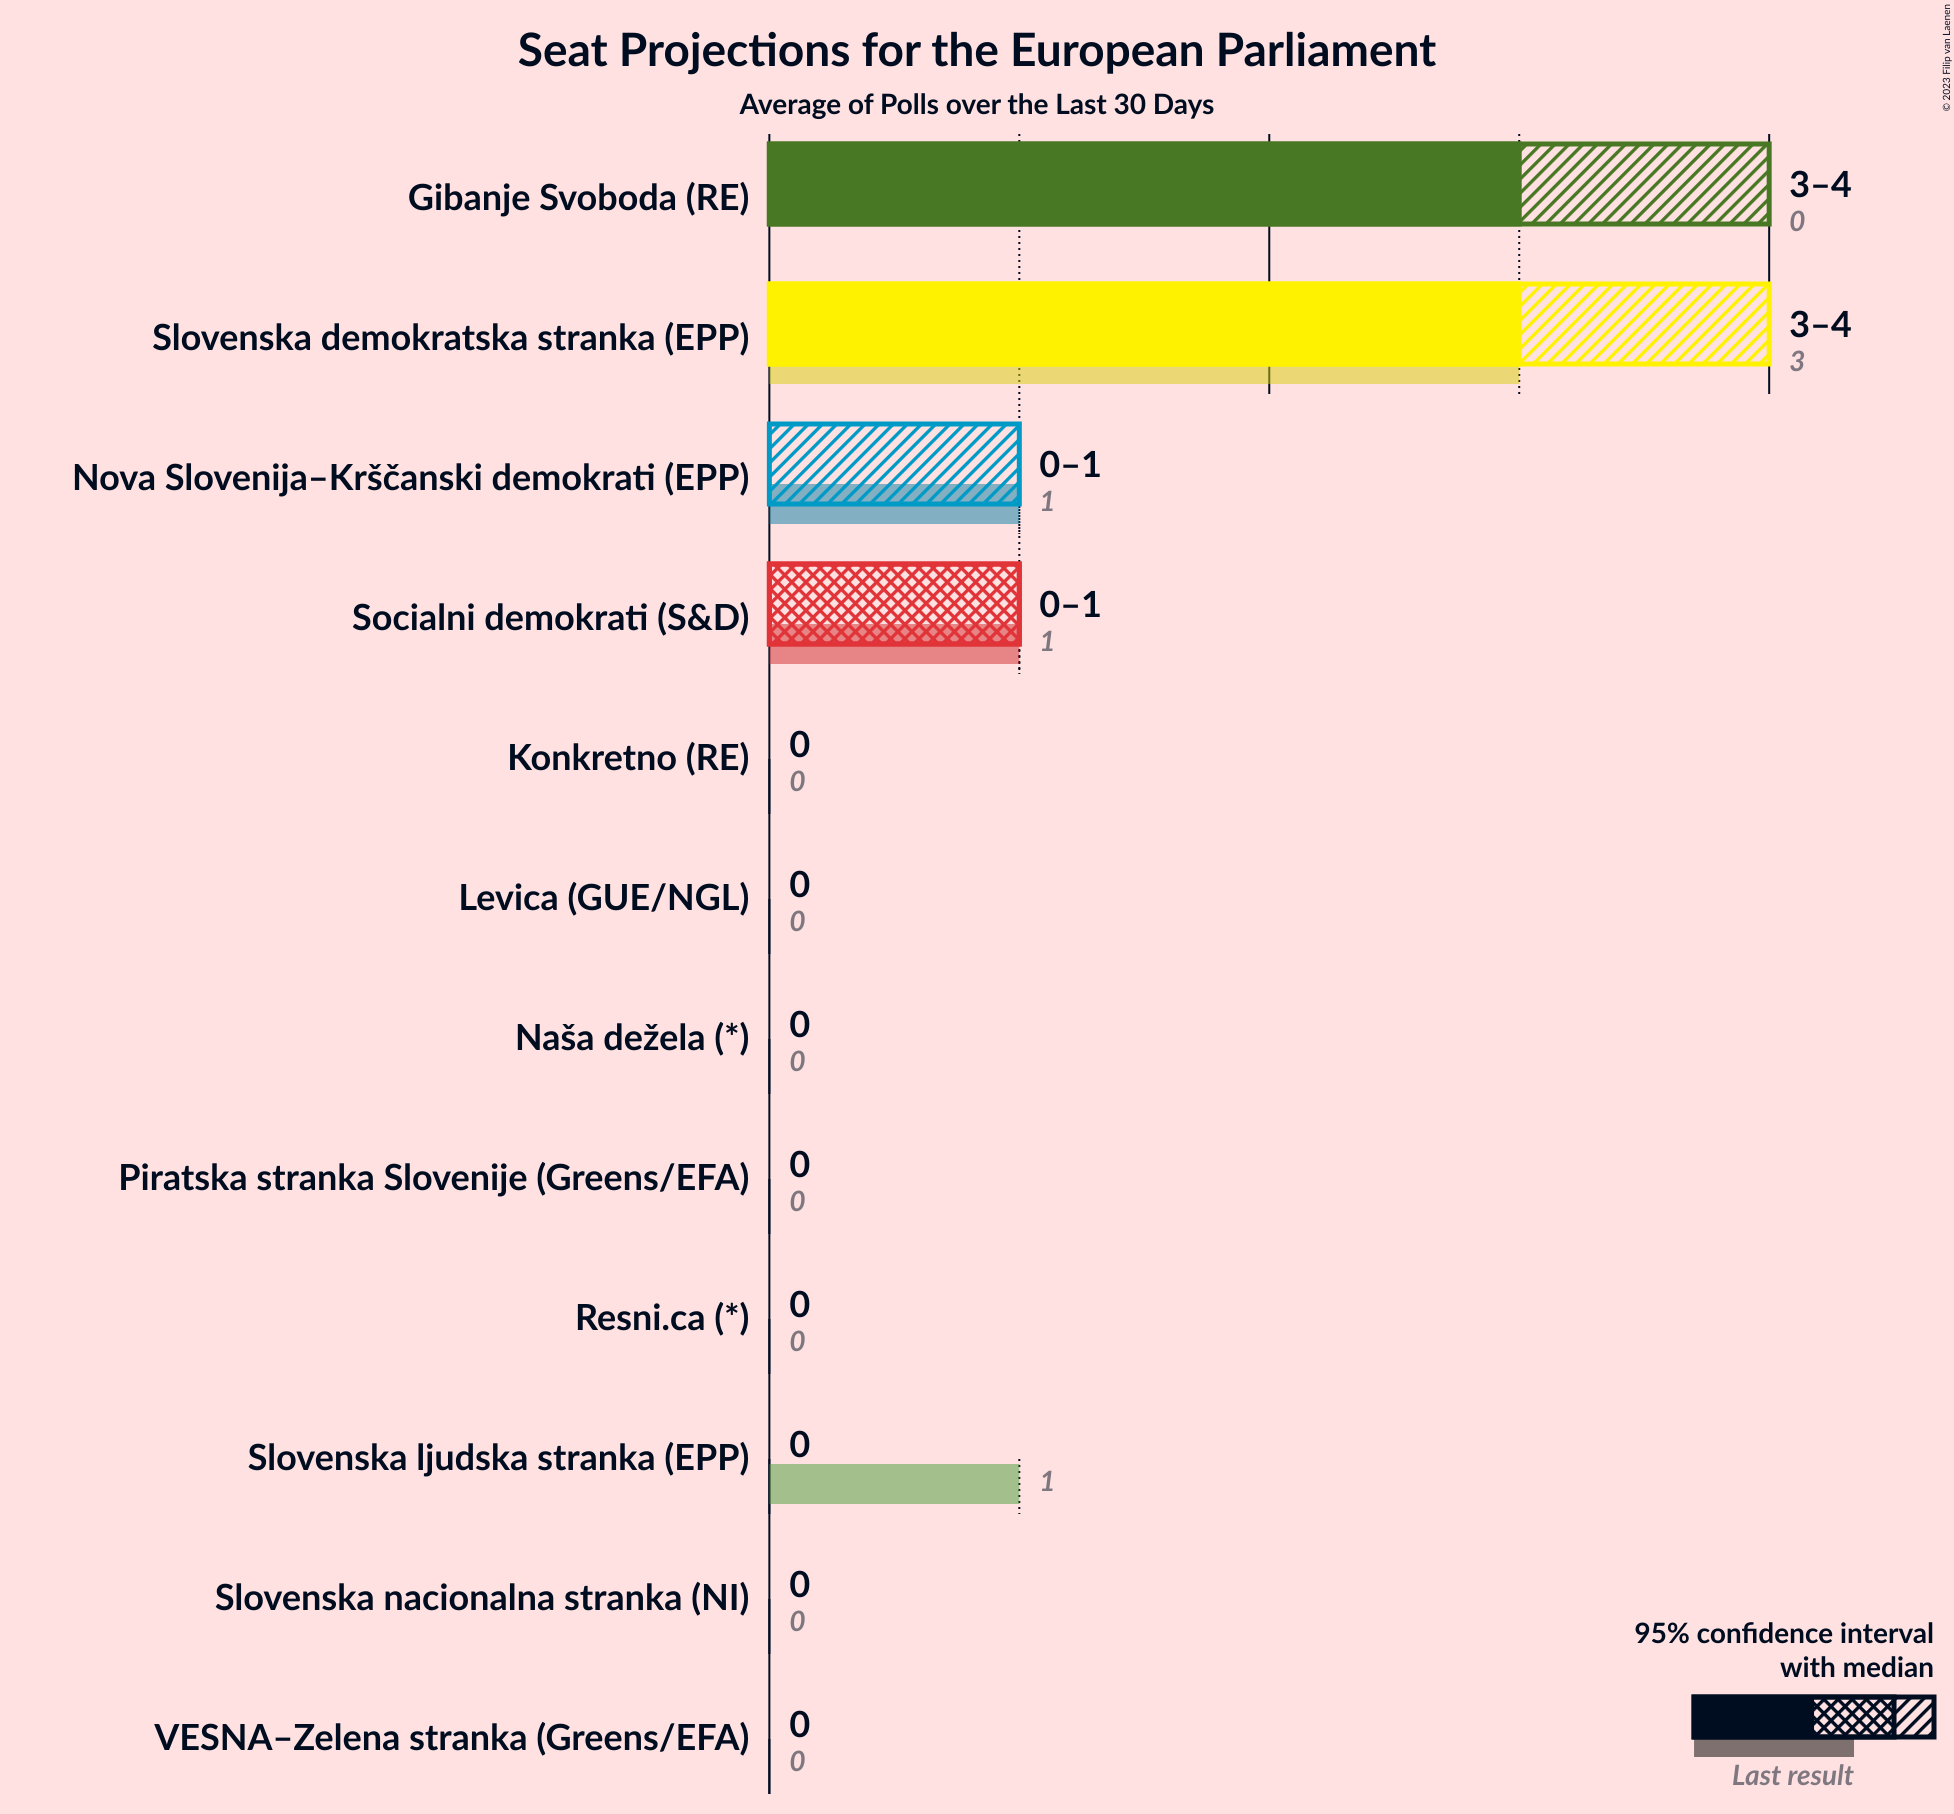 Seat Projections for the European Parliament
Average of Polls over the Last 30 Days
© 2023 Filip van Laenen
Gibanje Svoboda (RE)
3–4
0
Slovenska demokratska stranka (EPP)
3–4
3
Nova Slovenija–Krščanski demokrati (EPP)
0–1
1
Socialni demokrati (S&D)
0–1
1
Konkretno (RE)
0
0
Levica (GUE/NGL)
0
0
Naša dežela (*)
0
0
Piratska stranka Slovenije (Greens/EFA)
0
0
Resni.ca (*)
0
0
Slovenska ljudska stranka (EPP)
0
1
Slovenska nacionalna stranka (NI)
0
0
VESNA–Zelena stranka (Greens/EFA)
0
0
95% confidence interval
with median
Last result